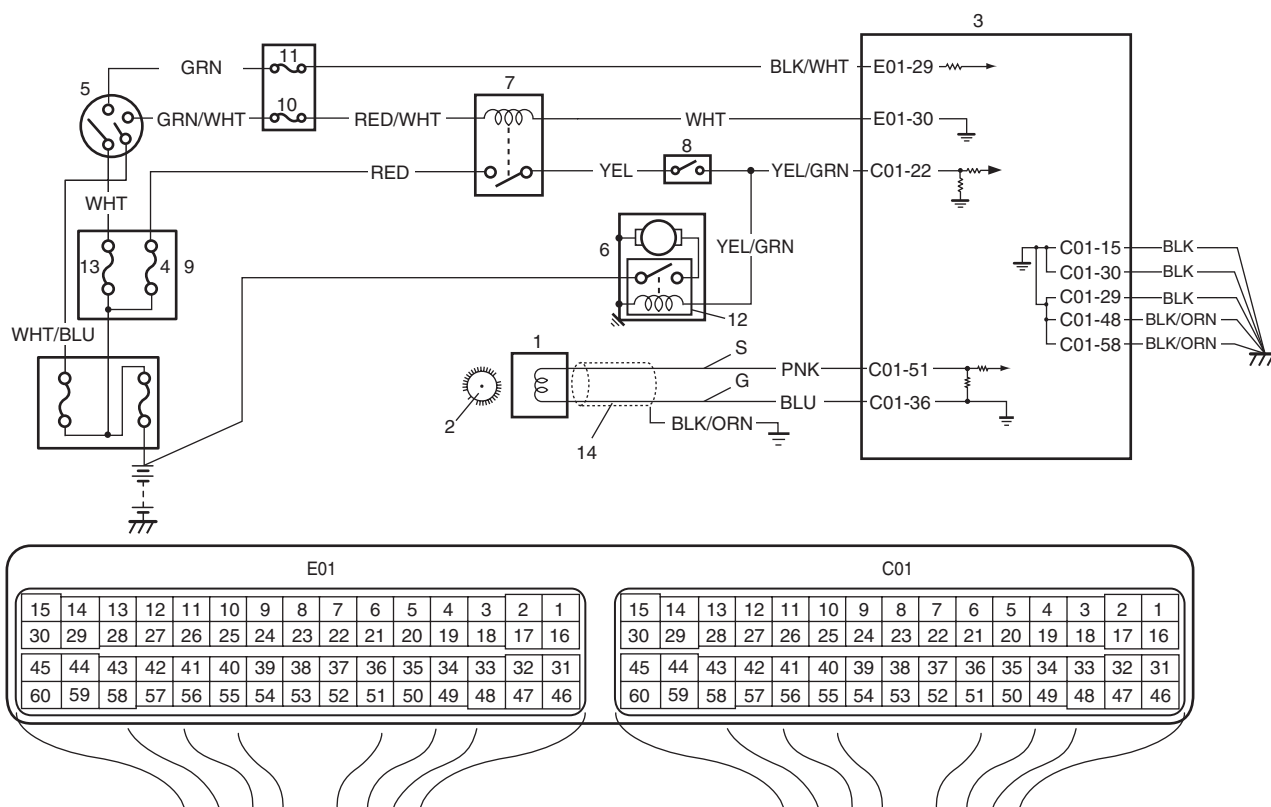 3
11
GRN
BLK/WHT
E01-29
5
7
10
GRN/WHT
RED/WHT
WHT
E01-30
8
RED
YEL
YEL/GRN
C01-22
WHT
6
YEL/GRN
13
4
9
C01-15
BLK
C01-30
BLK
C01-29
BLK
12
C01-48
BLK/ORN
WHT/BLU
C01-58
BLK/ORN
1
S
PNK
C01-51
G
BLU
C01-36
2
BLK/ORN
14
E01
15 14 13 12 11 10 9 8 7 6 5 4 3 2 1
30 29 28 27 26 25 24 23 22 21 20 19 18 17 16
45 44 43 42 41 40 39 38 37 36 35 34 33 32 31
60 59 58 57 56 55 54 53 52 51 50 49 48 47 46
C01
15 14 13 12 11 10 9 8 7 6 5 4 3 2 1
30 29 28 27 26 25 24 23 22 21 20 19 18 17 16
45 44 43 42 41 40 39 38 37 36 35 34 33 32 31
60 59 58 57 56 55 54 53 52 51 50 49 48 47 46